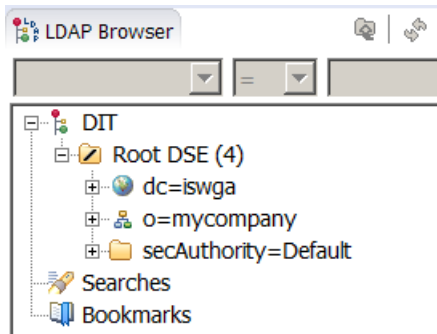 LDAP Browser
=
DIT
Root DSE (4)
dc=iswga
o=mycompany
secAuthority=Default
Searches
Bookmarks